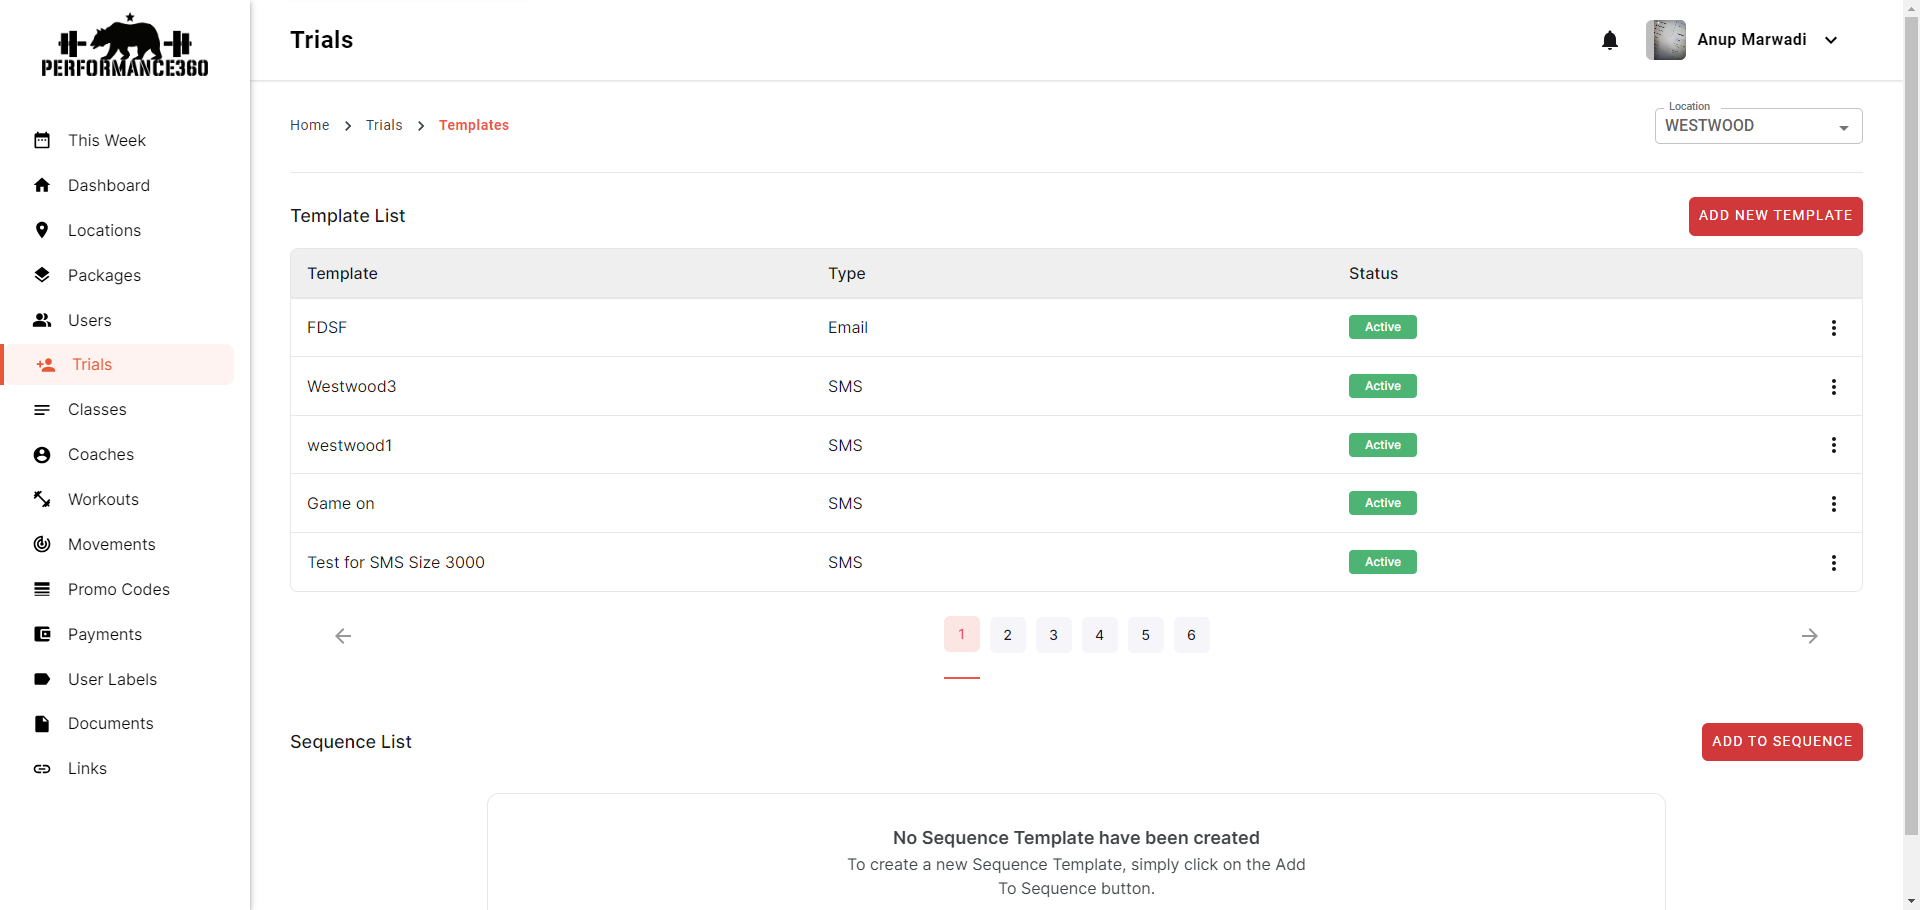 PERFORMANCE360
This Week
Dashboard
Locations
Packages
Users
Trials
Classes
Coaches
Workouts
Movements
Promo Codes
Payments
User Labels
Documents
Links
Trials
Anup Marwadi
Home
Trials
Templates
Location
WESTWOOD
Template List
ADD NEW TEMPLATE
Template Type Status
FDSF Email Active
Westwood3 SMS Active
westwood1 SMS Active
Game on SMS Active
Test for SMS Size 3000 SMS Active
1 2 3 4 5 6
Sequence List
ADD TO SEQUENCE
No Sequence Template have been created
To create a new Sequence Template, simply click on the Add
To Sequence button.